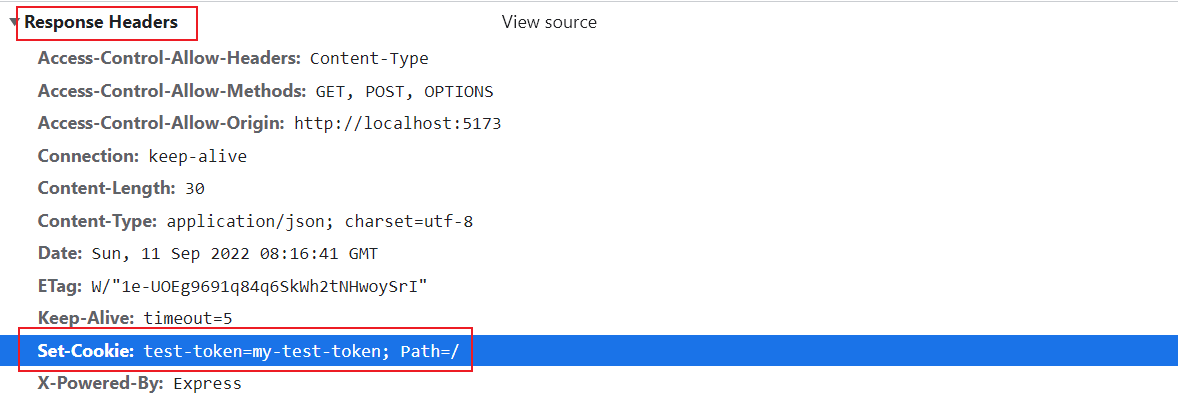 Response Headers View source
Access-Control-Allow-Headers: Content-Type
Access-Control-Allow-Methods: GET, POST, OPTIONS
Access-Control-Allow-Origin: http://localhost:5173
Connection: keep-alive
Content-Length: 30
Content-Type: application/json; charset=utf-8
Date: Sun, 11 Sep 2022 08:16:41 GMT
ETag: W/"1e-UOEg9691q84q6SkWh2tNHwoySrI"
Keep-Alive: timeout=5
Set-Cookie: test-token=my-test-token; Path=/
X-Powered-By: Express